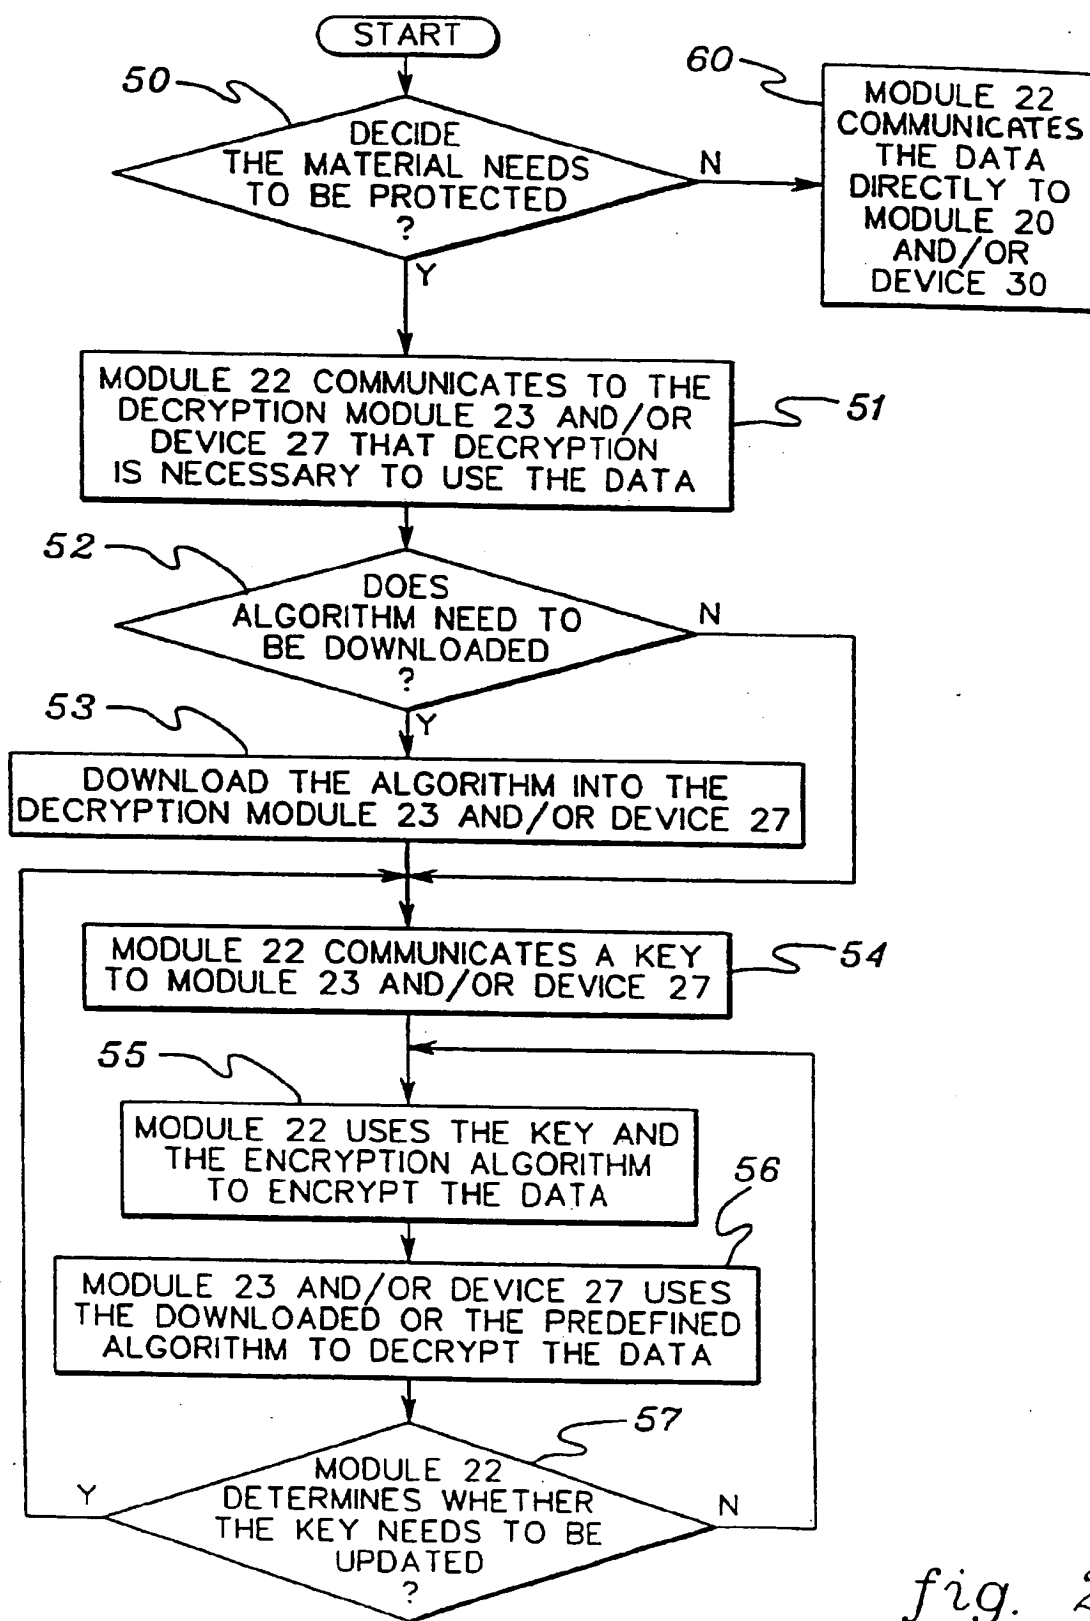 START
50
DECIDE
THE MATERIAL NEEDS
TO BE PROTECTED
?
N
Y
60
MODULE 22
COMMUNICATES
THE DATA
DIRECTLY TO
MODULE 20
AND/OR
DEVICE 30
MODULE 22 COMMUNICATES TO THE
DECRYPTION MODULE 23 AND/OR
DEVICE 27 THAT DECRYPTION
IS NECESSARY TO USE THE DATA
51
52
DOES
ALGORITHM NEED TO
BE DOWNLOADED
?
N
Y
53
DOWNLOAD THE ALGORITHM INTO THE
DECRYPTION MODULE 23 AND/OR DEVICE 27
MODULE 22 COMMUNICATES A KEY
TO MODULE 23 AND/OR DEVICE 27
54
55
MODULE 22 USES THE KEY AND
THE ENCRYPTION ALGORITHM
TO ENCRYPT THE DATA
56
MODULE 23 AND/OR DEVICE 27 USES
THE DOWNLOADED OR THE PREDEFINED
ALGORITHM TO DECRYPT THE DATA
57
MODULE 22
DETERMINES WHETHER
THE KEY NEEDS TO BE
UPDATED
?
Y
N
fig. 2